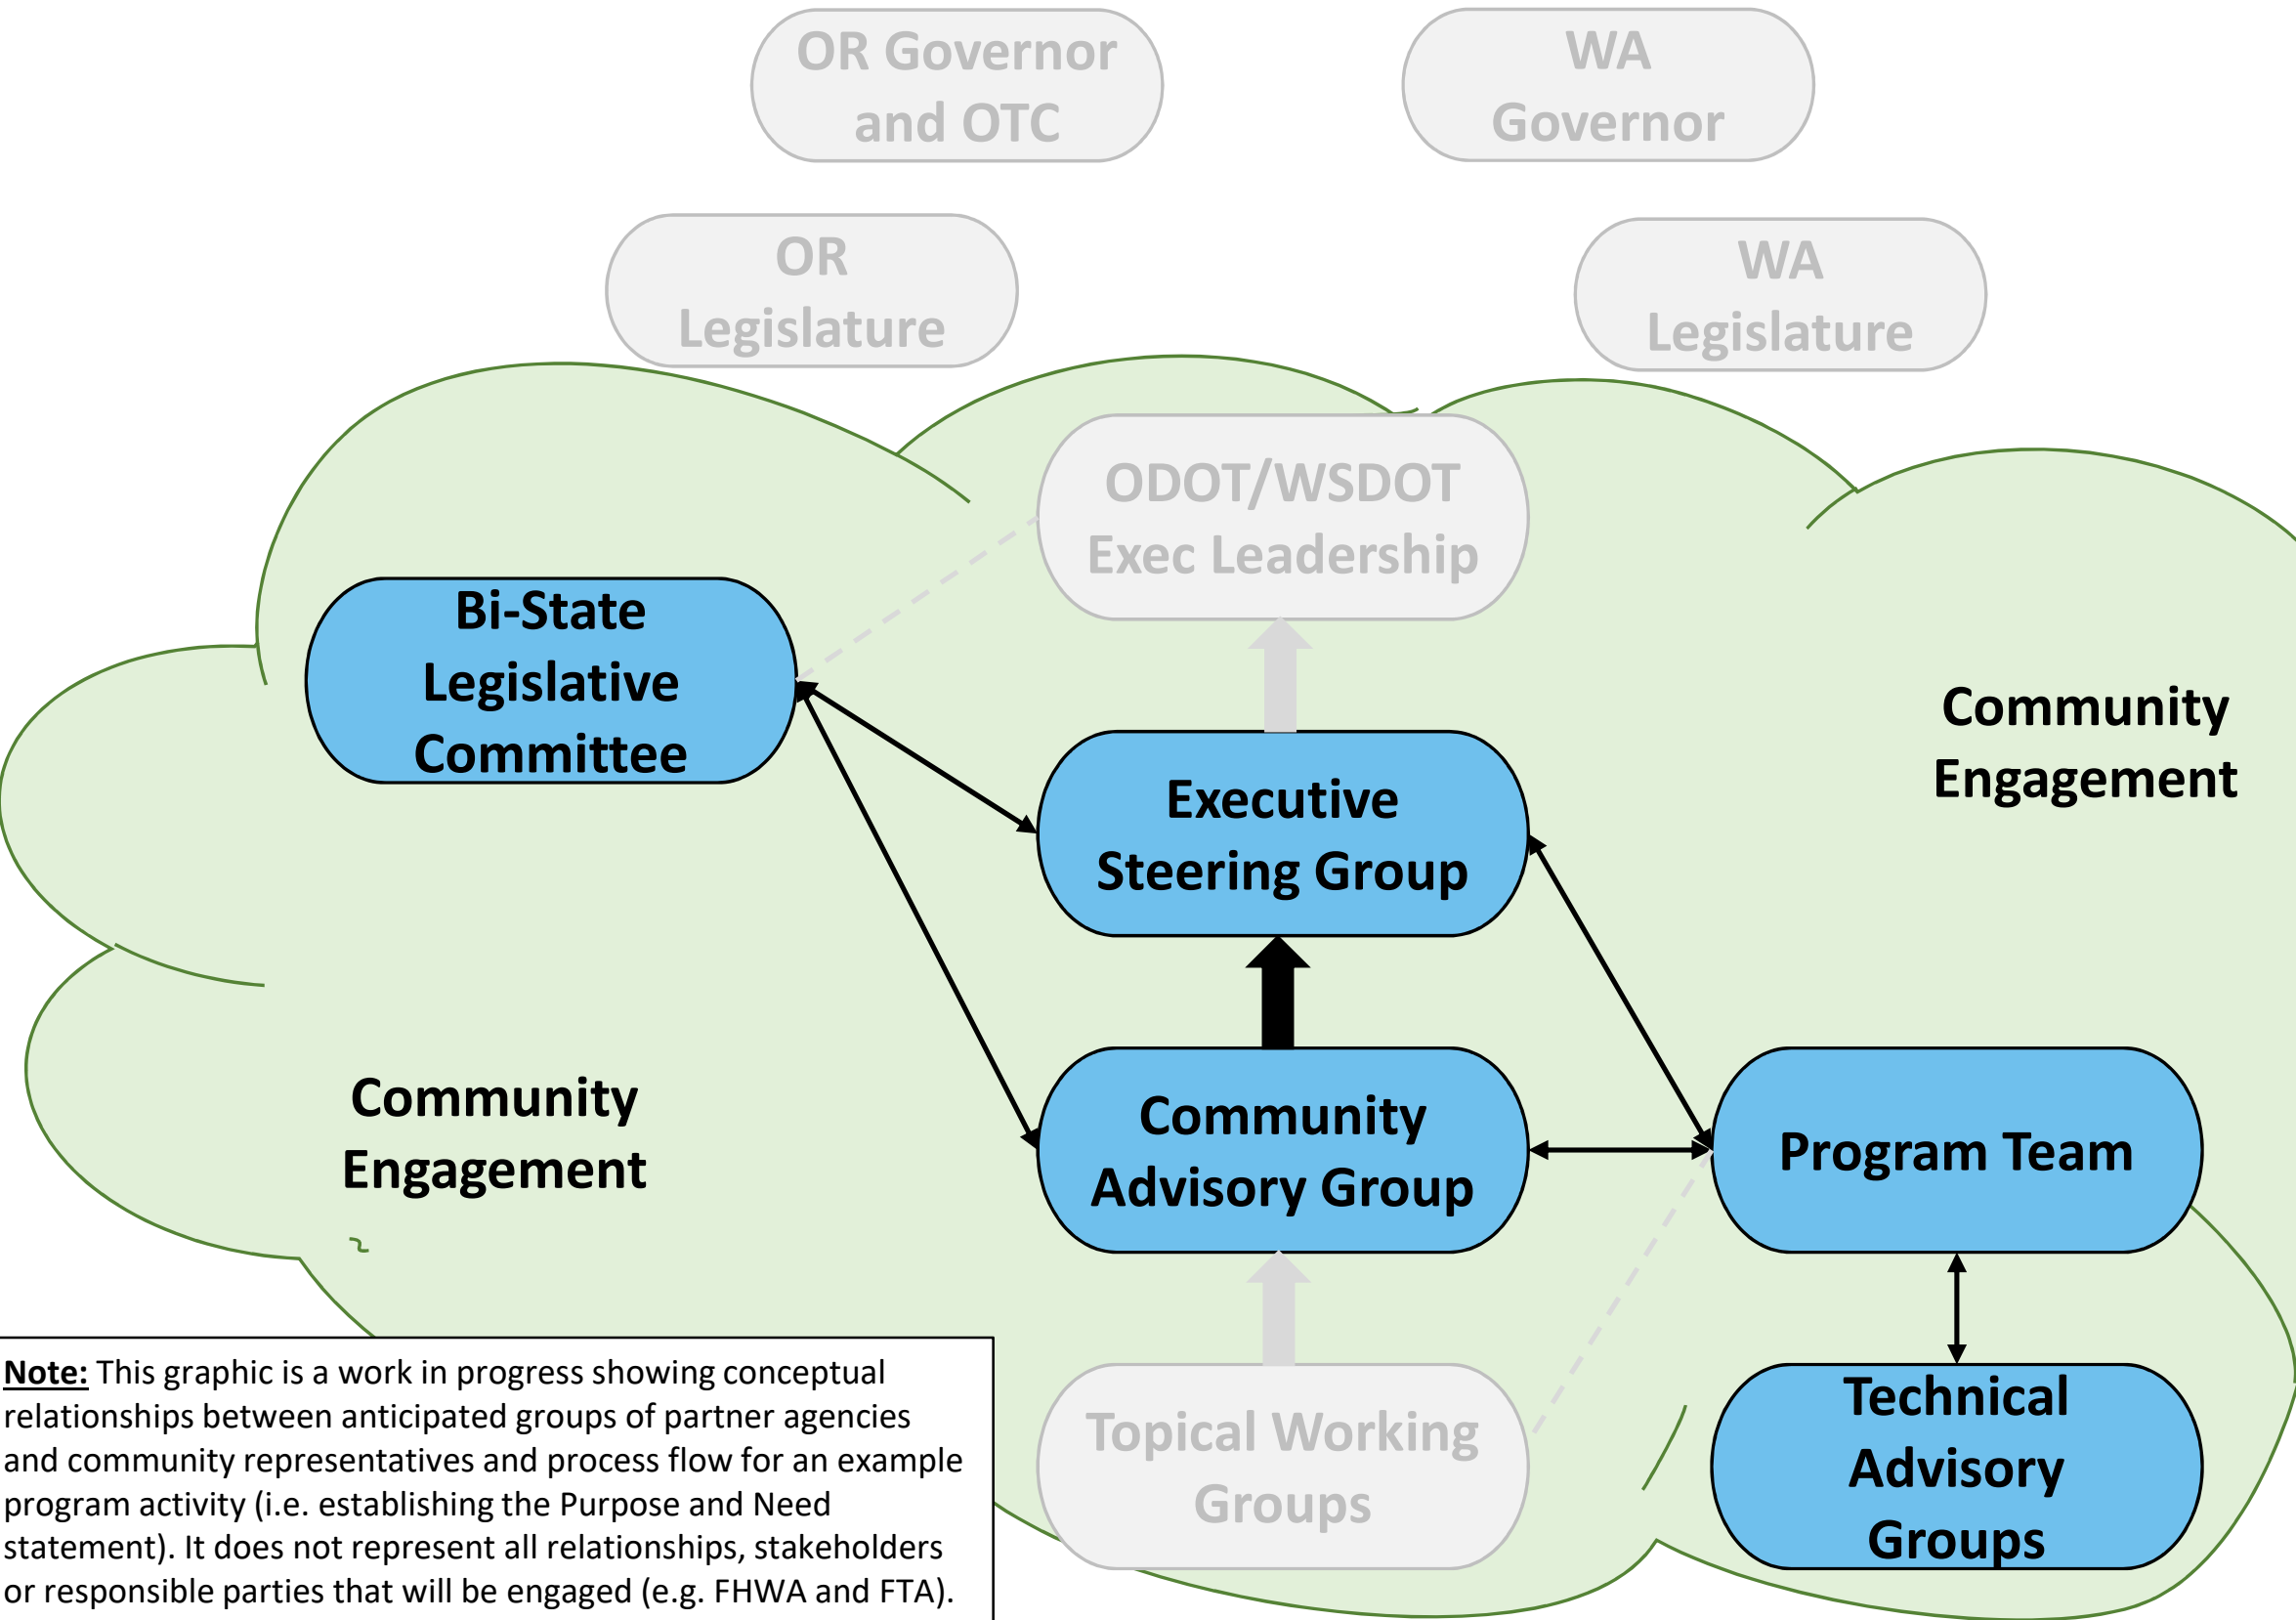 OR Governor
and OTC
WA
Governor
OR
Legislature
WA
Legislature
ODOT/WSDOT
Exec Leadership
Bi-State
Legislative
Committee
Community
Engagement
Executive
Steering Group
Community
Engagement
Community
Advisory Group
Program Team
Topical Working
Groups
Technical
Advisory
Groups
Note: This graphic is a work in progress showing conceptual
relationships between anticipated groups of partner agencies
and community representatives and process flow for an example
program activity (i.e. establishing the Purpose and Need
statement). It does not represent all relationships, stakeholders
or responsible parties that will be engaged (e.g. FHWA and FTA).